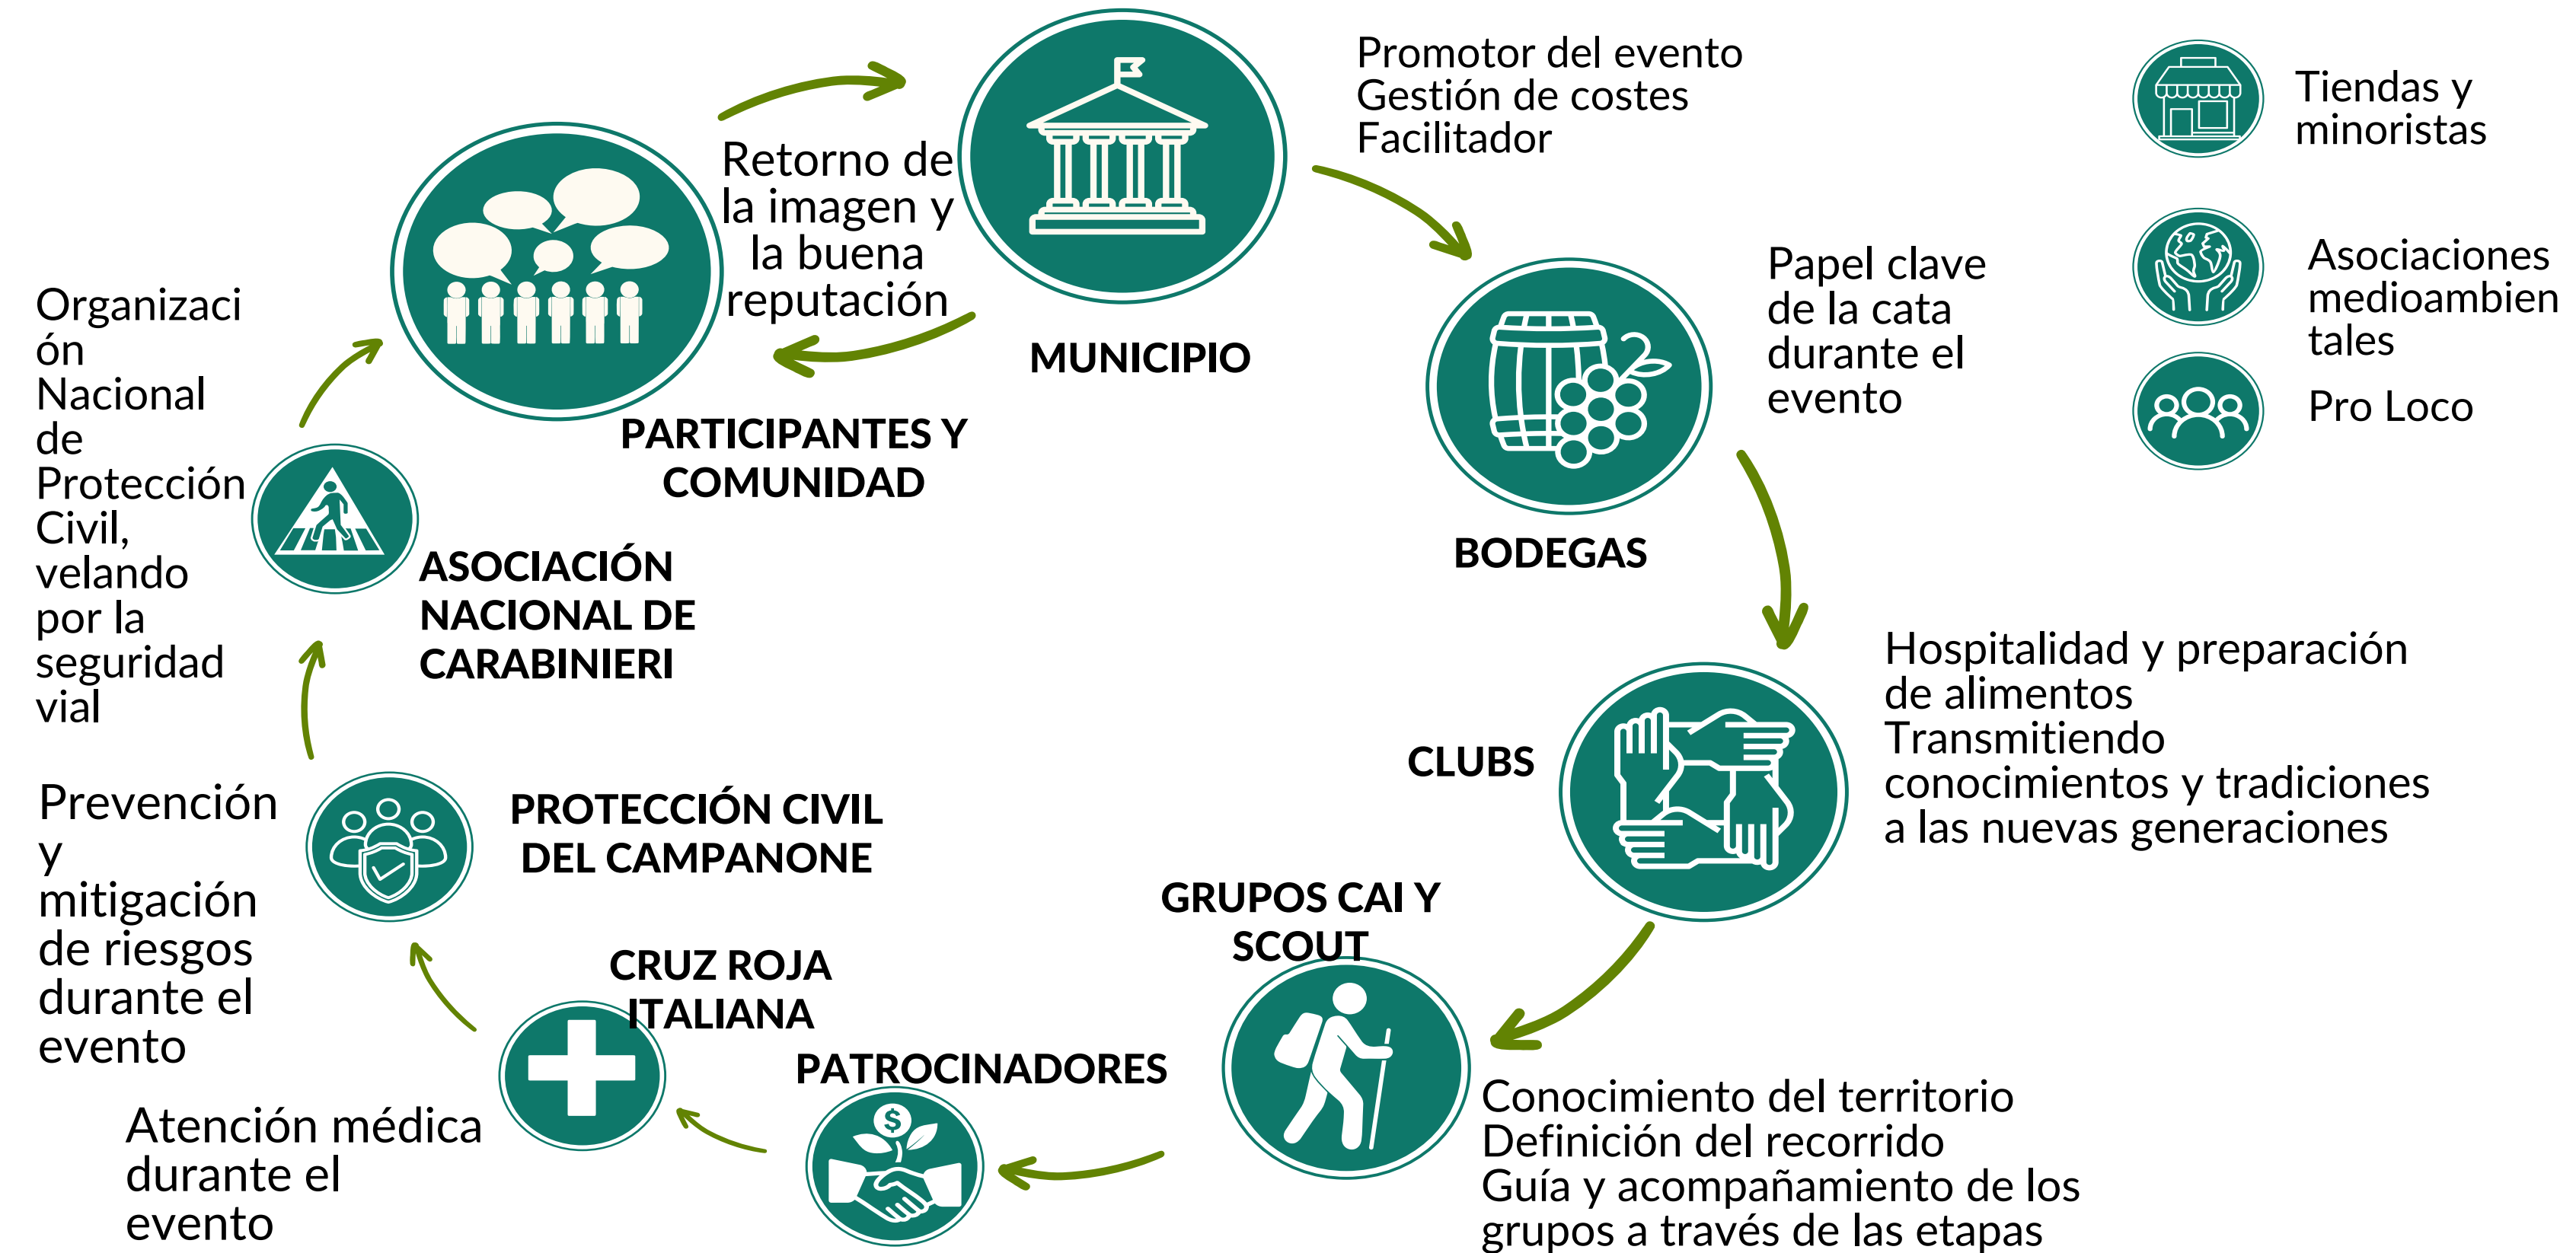 Promotor del evento
Gestión de costes
Facilitador
Tiendas y
minoristas
Retorno de
la imagen y
la buena
reputación
MUNICIPIO
Papel clave
de la cata
durante el
evento
Asociaciones
medioambien
tales
Pro Loco
Organizaci
ón
Nacional
de
Protección
Civil,
velando
por la
seguridad
vial
PARTICIPANTES Y
COMUNIDAD
BODEGAS
ASOCIACIÓN
NACIONAL DE
CARABINIERI
Hospitalidad y preparación
de alimentos
Transmitiendo
conocimientos y tradiciones
a las nuevas generaciones
CLUBS
PROTECCIÓN CIVIL
DEL CAMPANONE
Prevención
y
mitigación
de riesgos
durante el
evento
GRUPOS CAI Y
SCOUT
CRUZ ROJA
ITALIANA
PATROCINADORES
$
Atención médica
durante el
evento
Conocimiento del territorio
Definición del recorrido
Guía y acompañamiento de los
grupos a través de las etapas